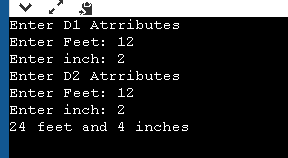 Enter D1 Atrributes
Enter Feet: 12
Enter inch: 2
Enter D2 Atrributes
Enter Feet: 12
Enter inch: 2
24 feet and 4 inches